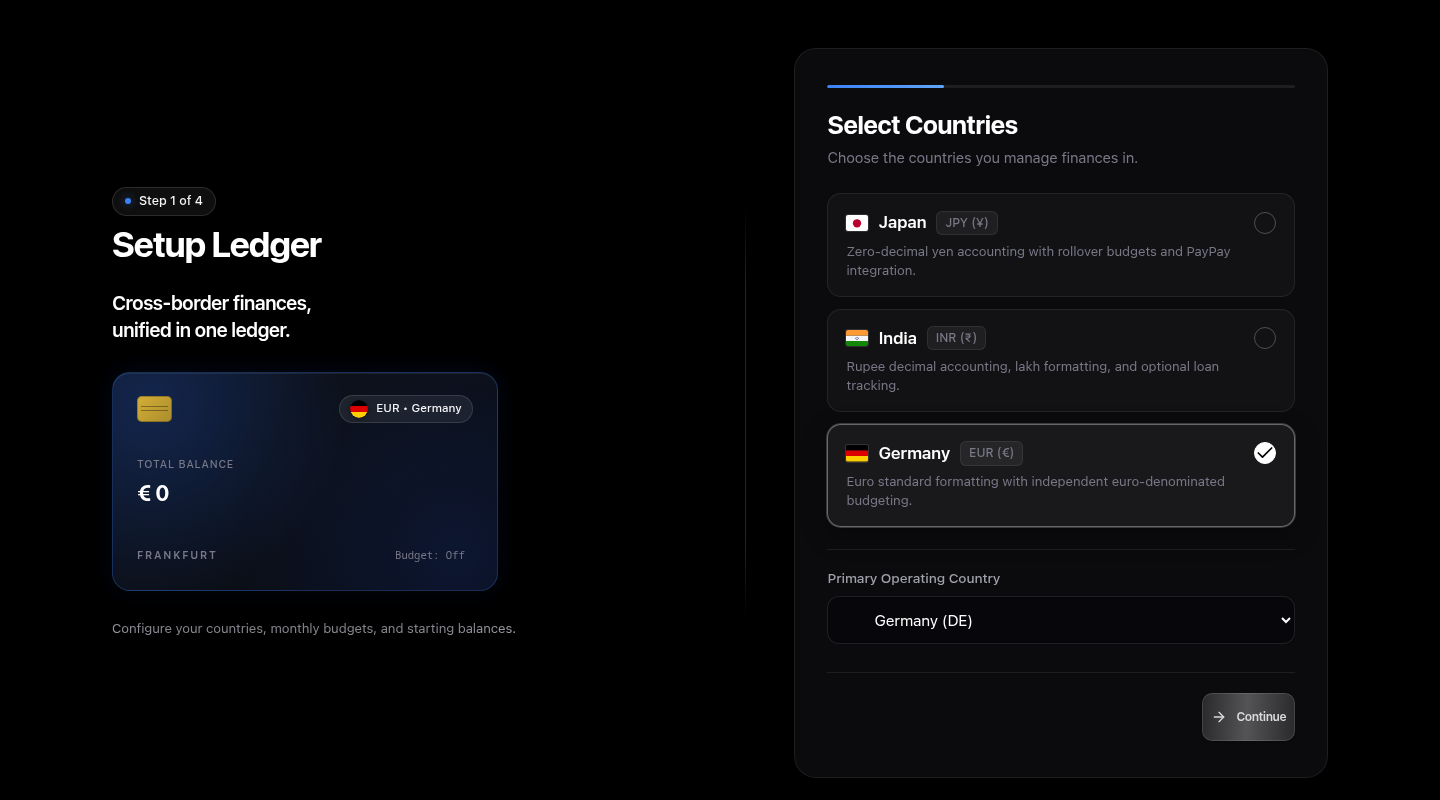 Step 1 of 4
Setup Ledger
Cross-border finances,
unified in one ledger.
EUR • Germany
TOTAL BALANCE
€ 0
FRANKFURT
Budget: Off
Configure your countries, monthly budgets, and starting balances.
Select Countries
Choose the countries you manage finances in.
Japan
JPY (¥)
Zero-decimal yen accounting with rollover budgets and PayPay
integration.
India
INR (₹)
Rupee decimal accounting, lakh formatting, and optional loan
tracking.
Germany
EUR (€)
Euro standard formatting with independent euro-denominated
budgeting.
Primary Operating Country
Germany (DE)
Continue